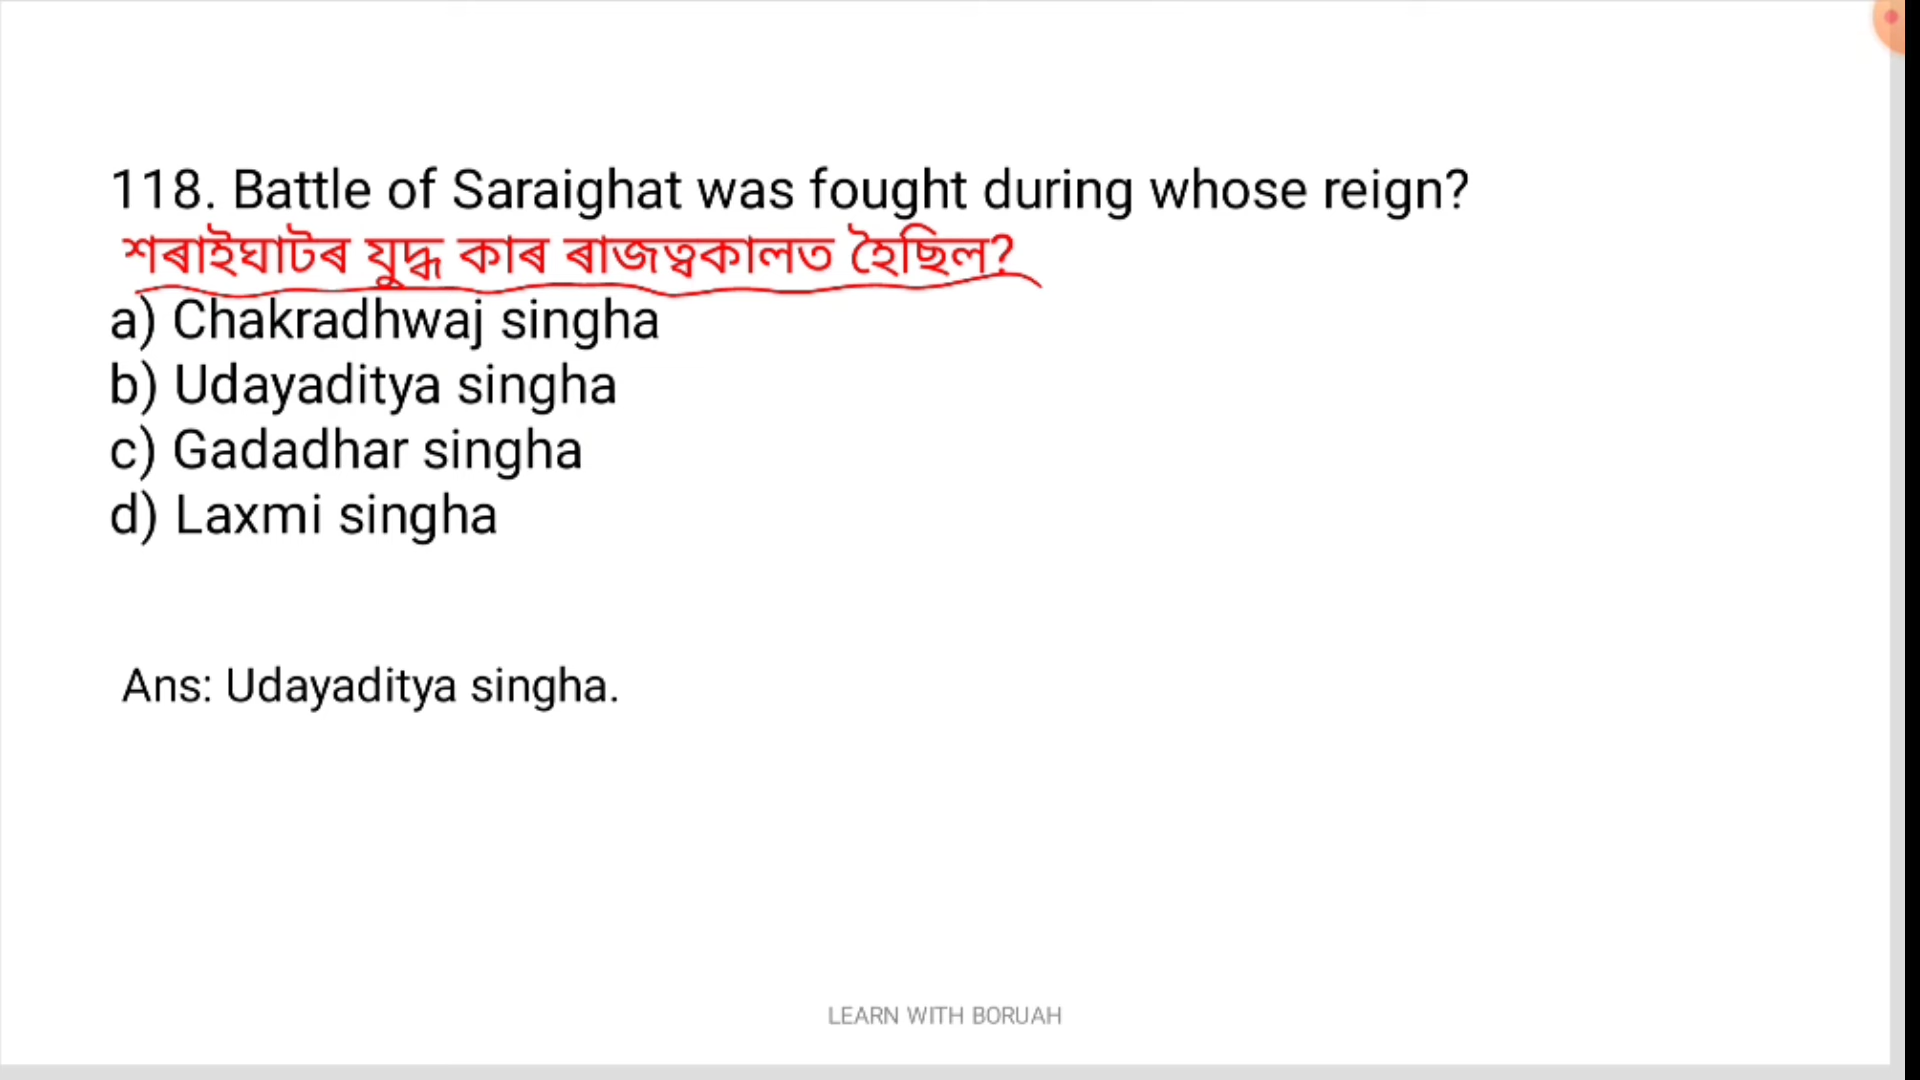 118. Battle of Saraighat was fought during whose reign?
শৰাইঘাটৰ যুদ্ধ কাৰ ৰাজত্বকালত হৈছিল?
a) Chakradhwaj singha
b) Udayaditya singha
c) Gadadhar singha
d) Laxmi singha
Ans: Udayaditya singha.
LEARN WITH BORUAH